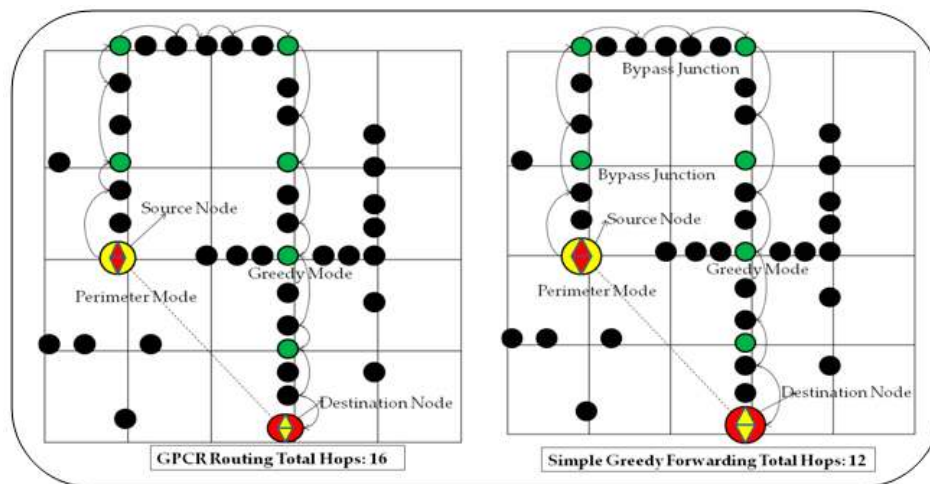 Source Node
Perimeter Mode
Greedy Mode
Destination Node
GPCR Routing Total Hops: 16
Bypass Junction
Bypass Junction
Source Node
Greedy Mode
Perimeter Mode
Destination Node
Simple Greedy Forwarding Total Hops: 12